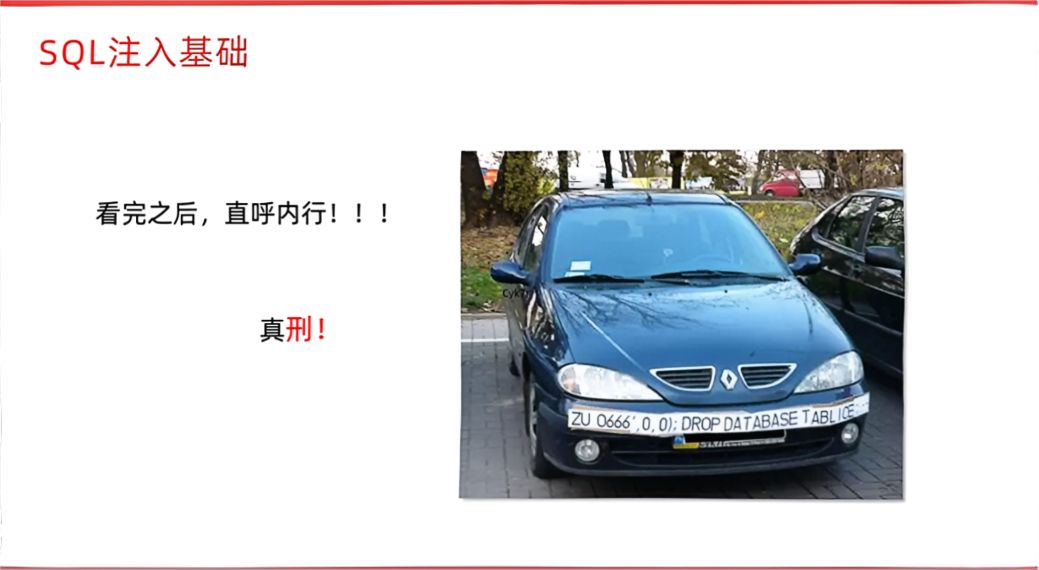 SQL注入基础
看完之后，直呼内行！！！
真刑！
Cyk7
ZU 0666',0,0); DROP DATABASE TABLICE;